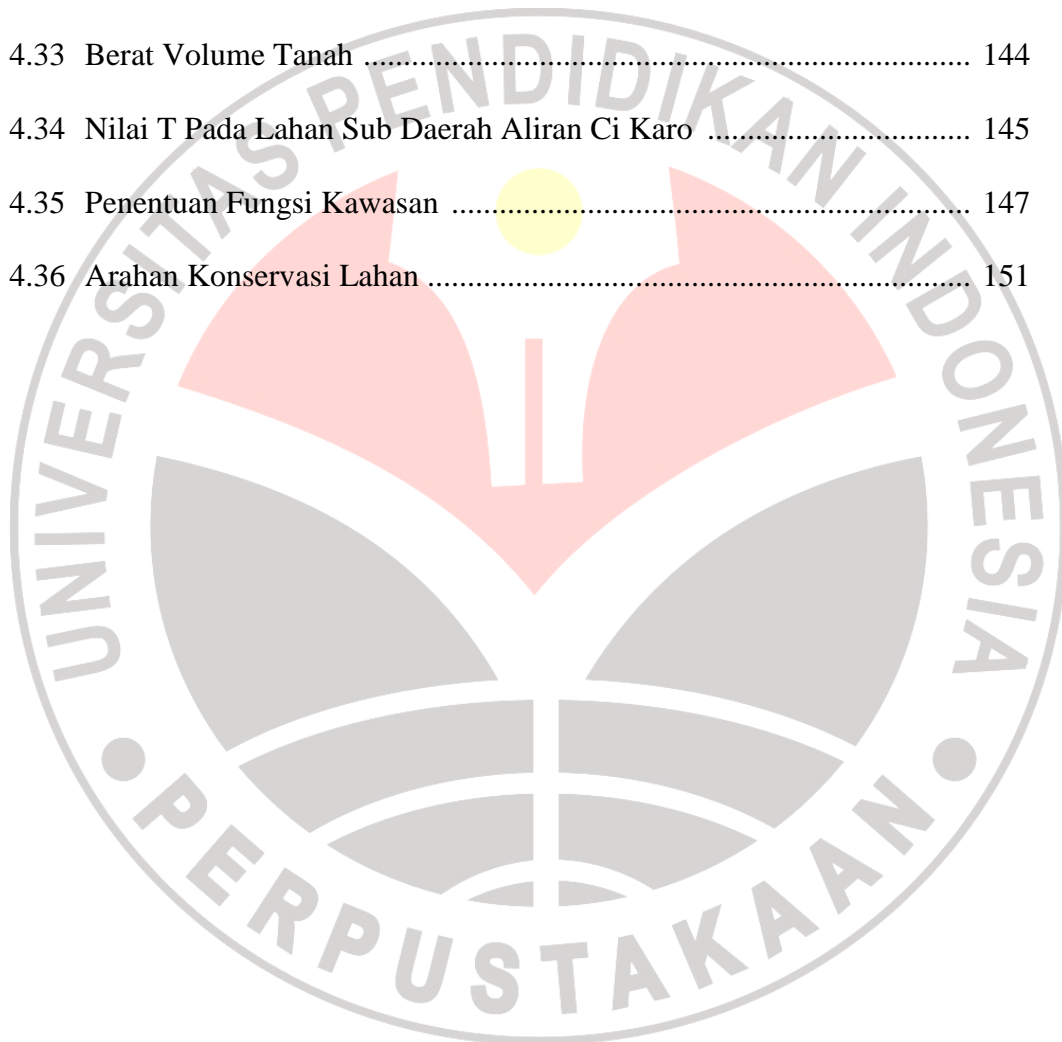 4.33 Berat Volume Tanah ............................................................................. 144
4.34 Nilai T Pada Lahan Sub Daerah Aliran Ci Karo ................................. 145
4.35 Penentuan Fungsi Kawasan .................................................................. 147
4.36 Arahan Konservasi Lahan ..................................................................... 151
UNIVERSITAS PENDIDIKAN INDONESIA
PERPUSTAKAAN